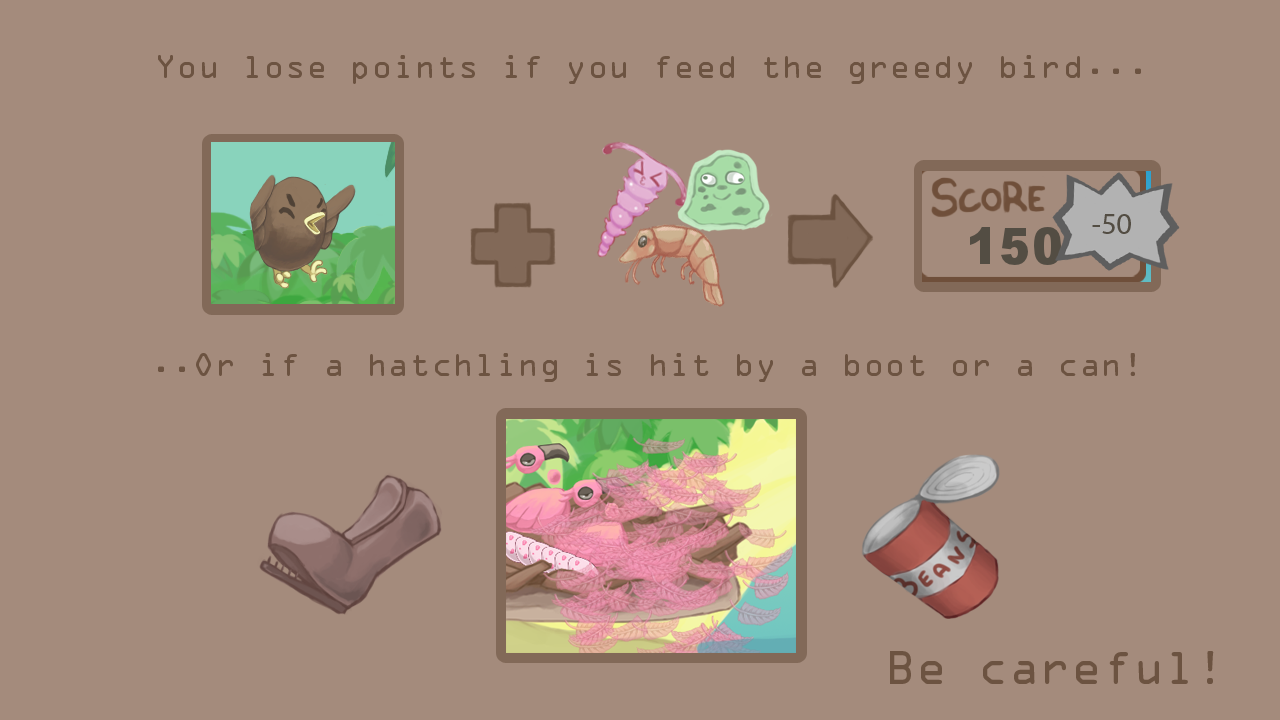 You lose points if you feed the greedy bird...
SCORE
150
-50
..Or if a hatchling is hit by a boot or a can!
BEANS
Be careful!